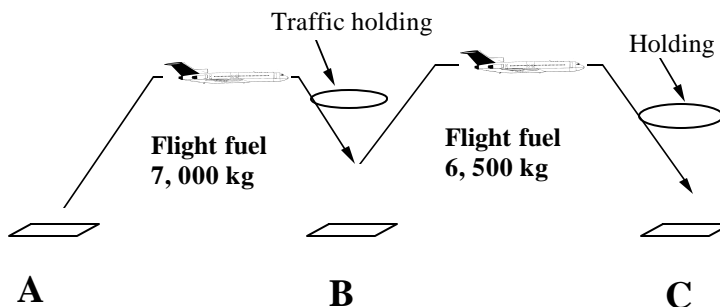 Traffic holding
Holding
Flight fuel
7, 000 kg
Flight fuel
6, 500 kg
A
B
C